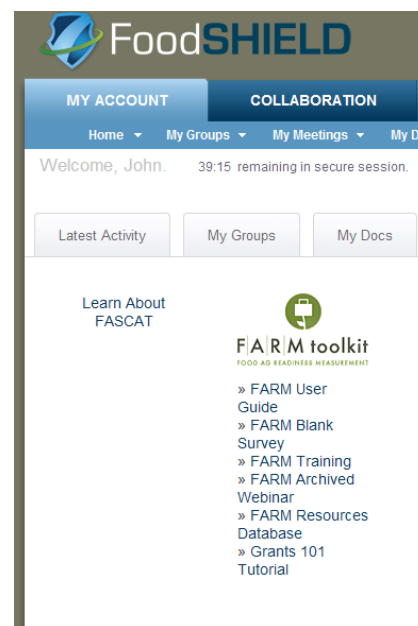 FoodSHIELD
MY ACCOUNT COLLABORATION
Home My Groups My Meetings My D
Welcome, John. 39:15 remaining in secure session.
Latest Activity My Groups My Docs
Learn About
FASCAT
F|A|R|M toolkit
FOOD AG READINESS MEASUREMENT
» FARM User
Guide
» FARM Blank
Survey
» FARM Training
» FARM Archived
Webinar
» FARM Resources
Database
» Grants 101
Tutorial